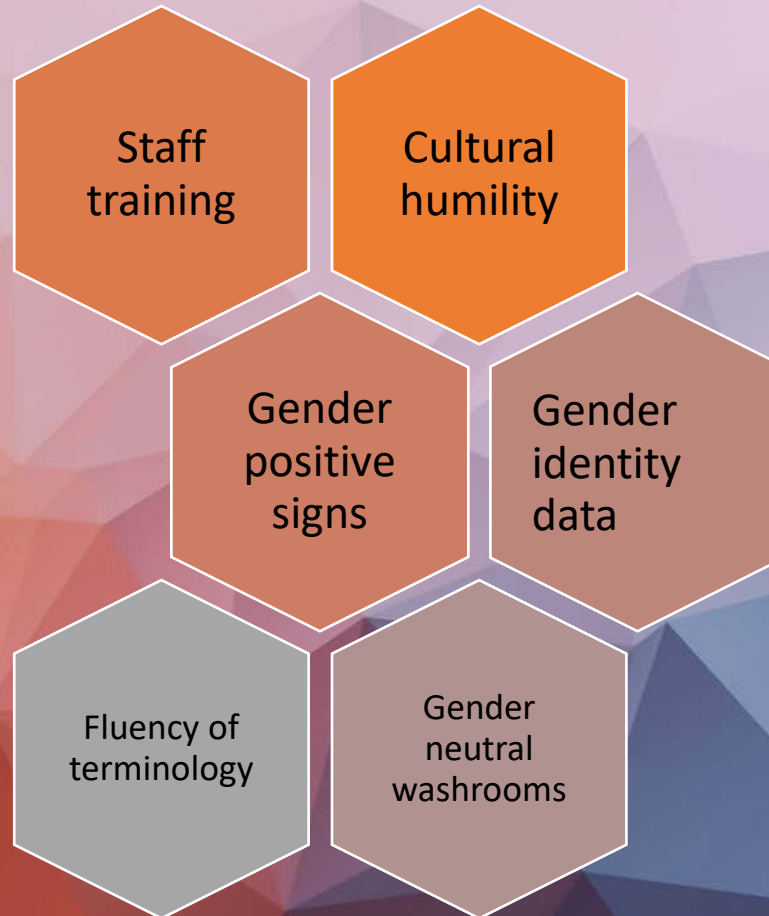 Staff
training
Cultural
humility
Gender
positive
signs
Gender
identity
data
Fluency of
terminology
Gender
neutral
washrooms